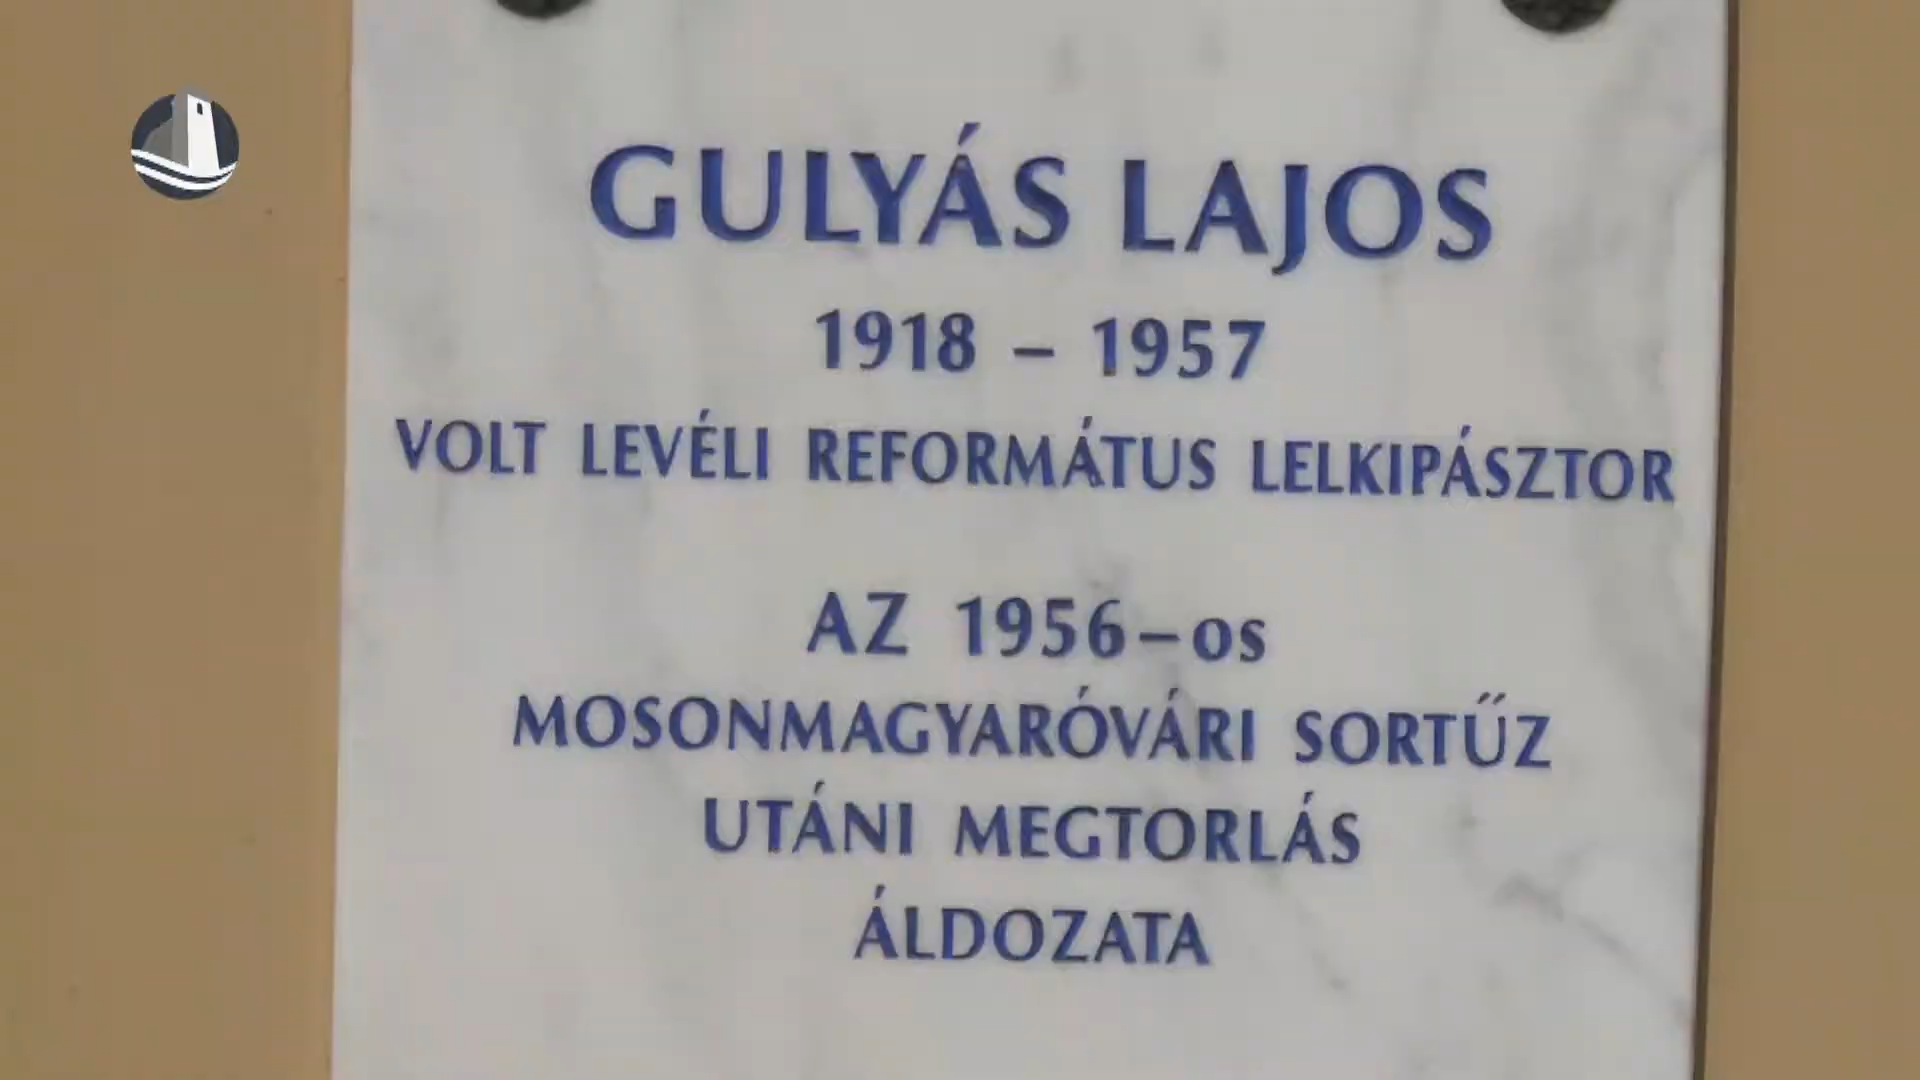 GULYÁS LAJOS
1918 – 1957
VOLT LEVÉLI REFORMÁTUS LELKIPÁSZTOR
AZ 1956–os
MOSONMAGYARÓVÁRI SORTŰZ
UTÁNI MEGTORLÁS
ÁLDOZATA